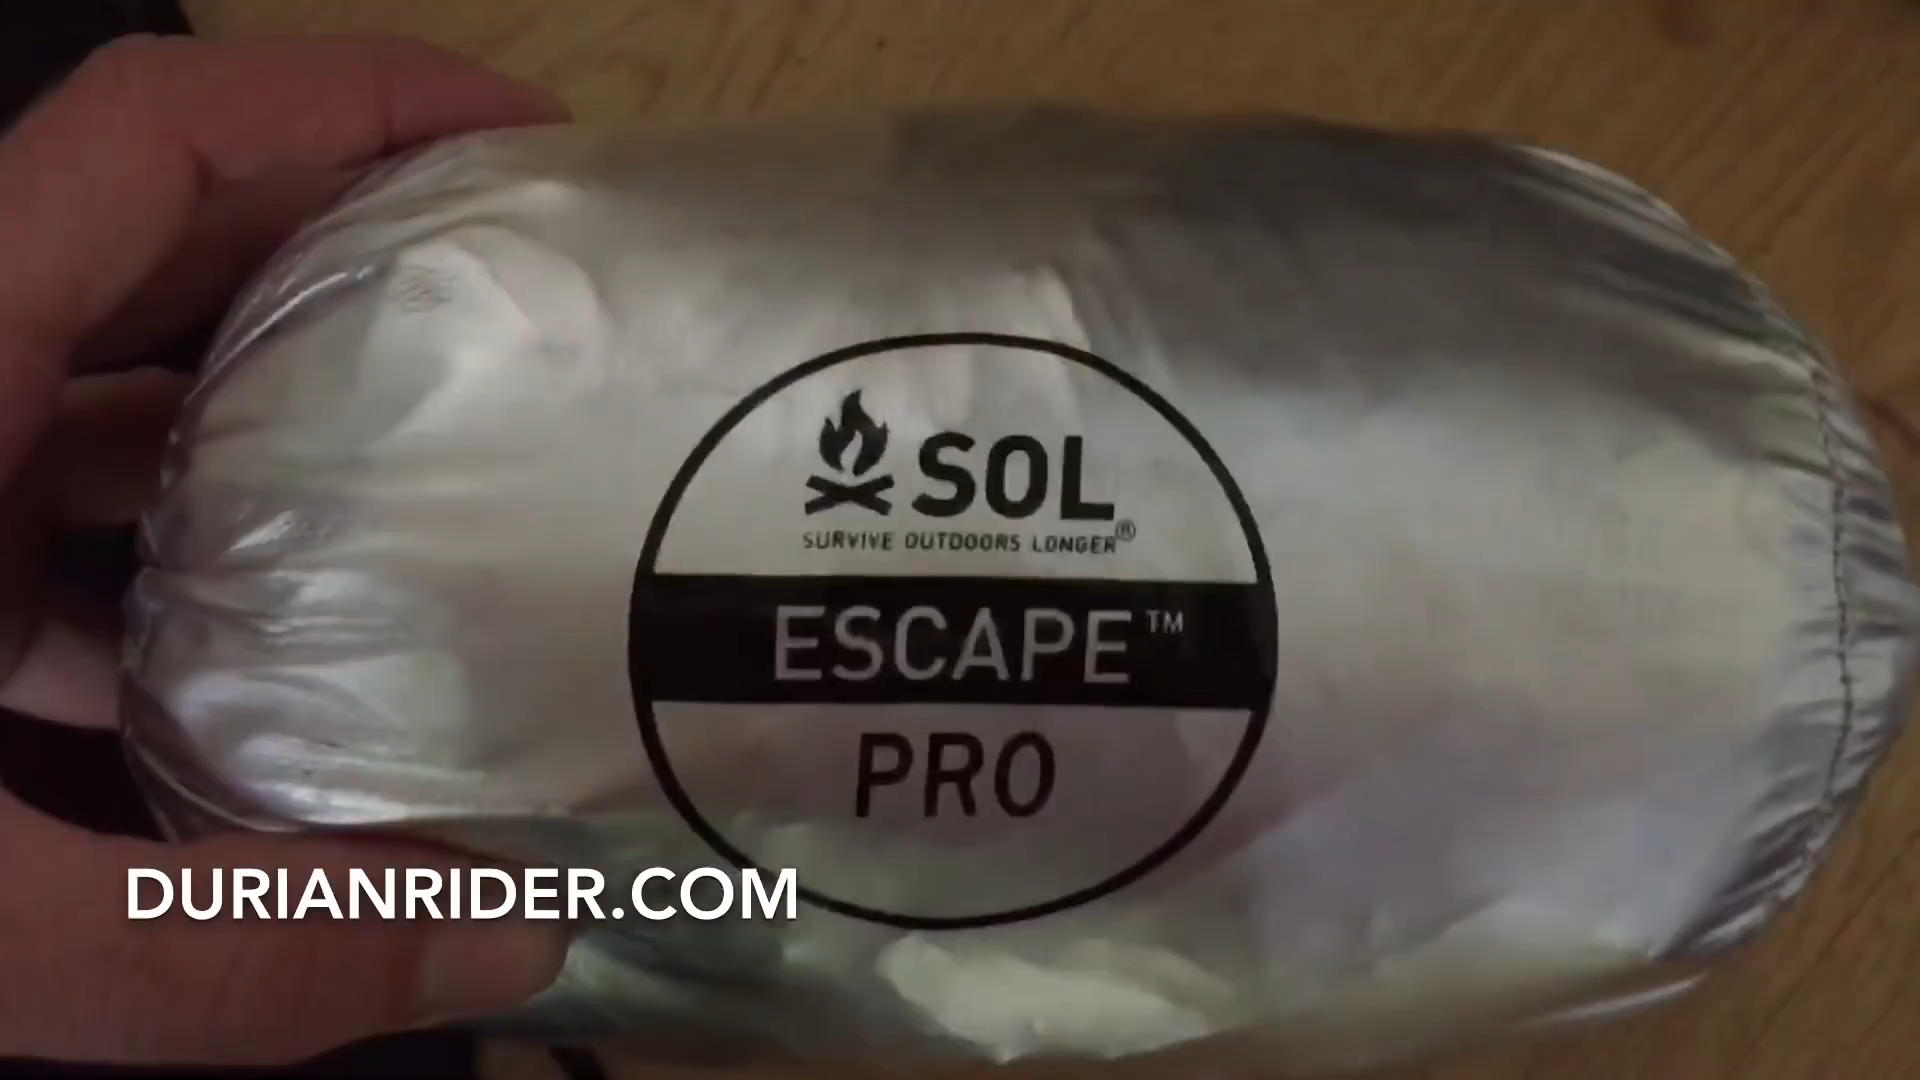 SOL
SURVIVE OUTDOORS LONGER®
ESCAPE™
PRO
DURIANRIDER.COM